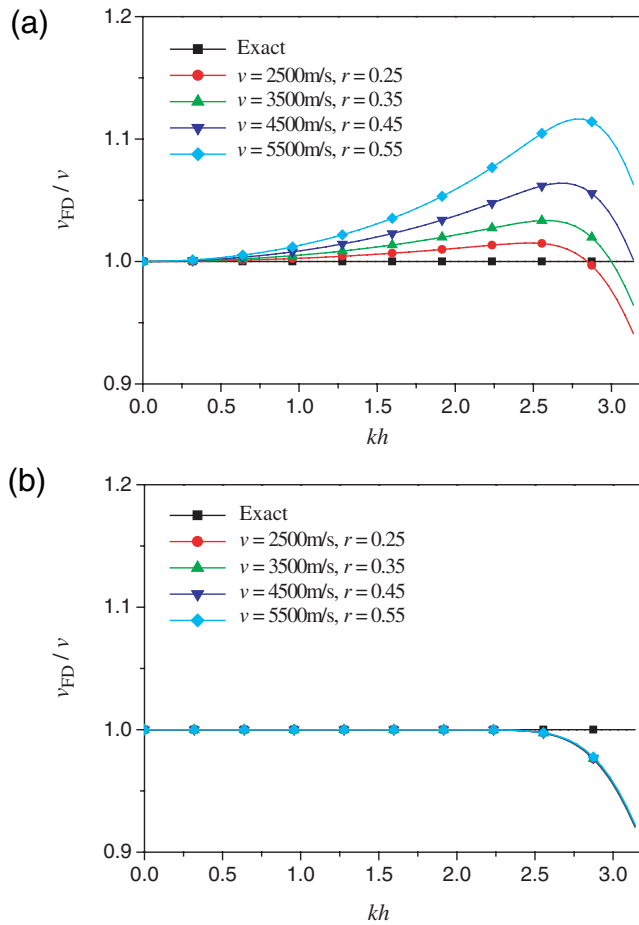 (a)
1.2
1.1
1.0
0.9
v_FD / v
Exact
v = 2500m/s, r = 0.25
v = 3500m/s, r = 0.35
v = 4500m/s, r = 0.45
v = 5500m/s, r = 0.55
0.0 0.5 1.0 1.5 2.0 2.5 3.0
kh
(b)
1.2
1.1
1.0
0.9
v_FD / v
Exact
v = 2500m/s, r = 0.25
v = 3500m/s, r = 0.35
v = 4500m/s, r = 0.45
v = 5500m/s, r = 0.55
0.0 0.5 1.0 1.5 2.0 2.5 3.0
kh